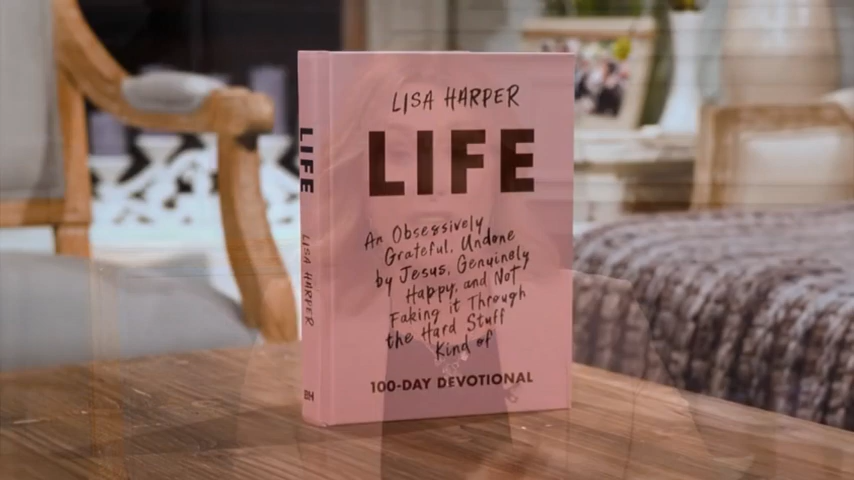 LISA HARPER
LIFE
An Obsessively
Grateful, Undone
by Jesus, Genuinely
Happy, and Not
Faking it Through
the Hard Stuff
Kind of
100-DAY DEVOTIONAL
LIFE
LISA HARPER
BH